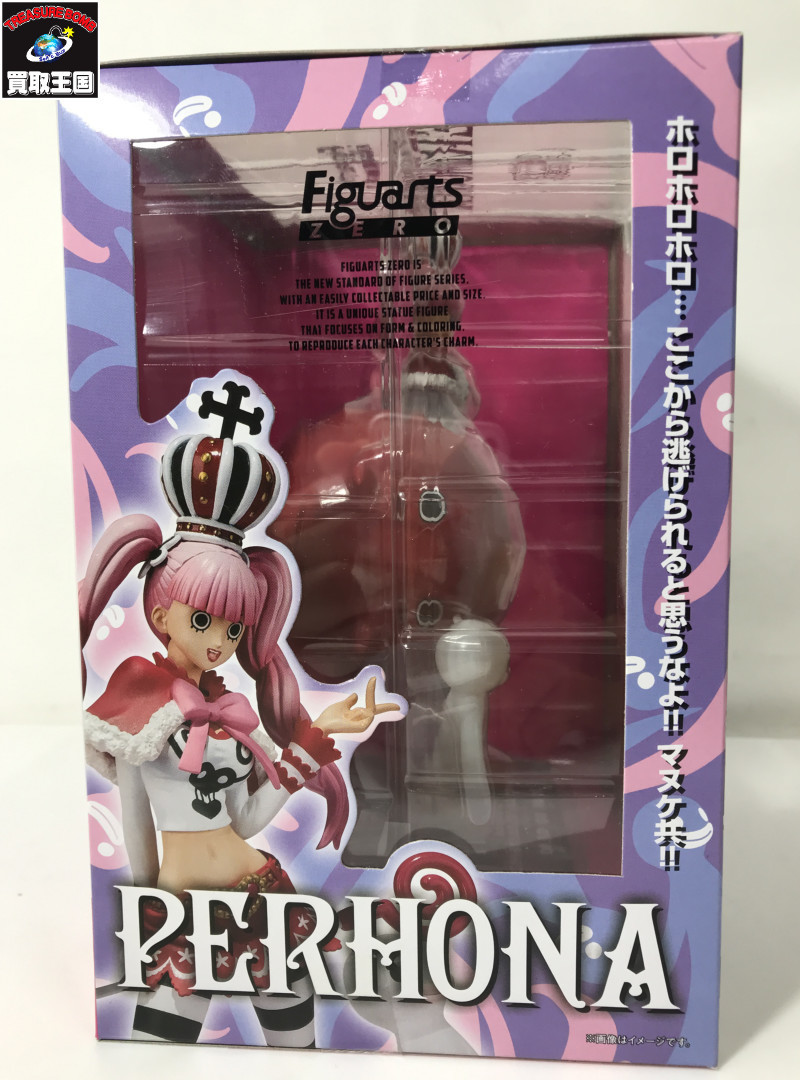 TREASURE BOMB
買取王国
Figuarts
ZERO
FIGUARTS ZERO IS
THE NEW STANDARD OF FIGURE SERIES.
WITH AN EASILY COLLECTABLE PRICE AND SIZE.
IT IS A UNIQUE STATUE FIGURE
THAT FOCUSES ON FORM & COLORING.
TO REPRODUCE EACH CHARACTER'S CHARM.
ホロホロホロ… ここから逃げられると思うなよ!! マヌケ兵!!
PERHONA
※画像はイメージです。